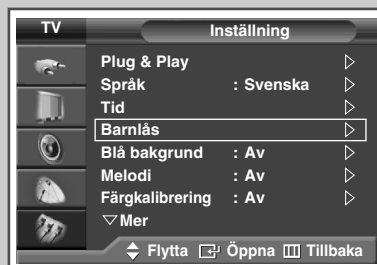 TV
Inställning
Plug & Play
Språk : Svenska
Tid
Barnlås
Blå bakgrund : Av
Melodi : Av
Färgkalibrering : Av
Mer
Flytta Öppna Tillbaka